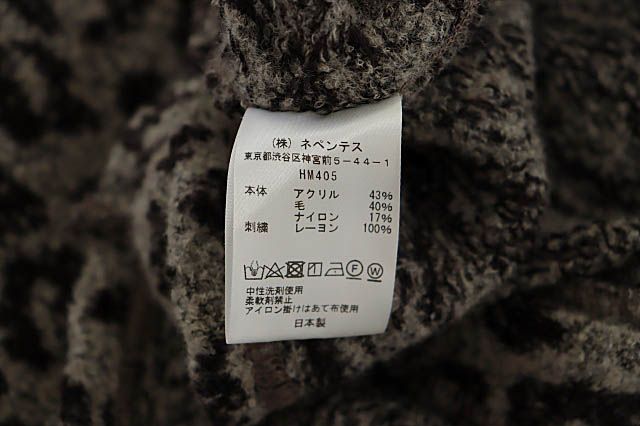 (株) ネペンテス
東京都渋谷区神宮前5-44-1
HM405
本体 アクリル 43%
毛 40%
ナイロン 17%
刺繍 レーヨン 100%
F W
中性洗剤使用
柔軟剤禁止
アイロン掛けはあて布使用
日本製